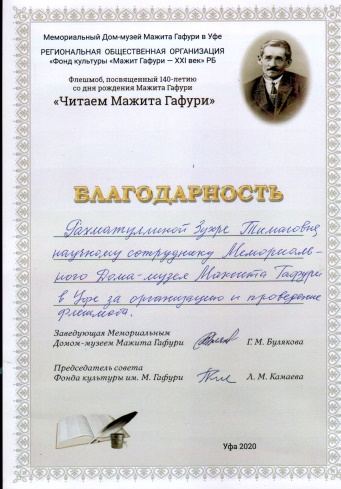 Мемориальный Дом-музей Мажита Гафури в Уфе
РЕГИОНАЛЬНАЯ ОБЩЕСТВЕННАЯ ОРГАНИЗАЦИЯ
«Фонд культуры «Мажит Гафури — XXI век» РБ
Флешмоб, посвященный 140-летию
со дня рождения Мажита Гафури
«Читаем Мажита Гафури»
БЛАГОДАРНОСТЬ
Рахматуллиной Зухре Тимаговне
научному сотруднику Мемориаль-
ного Дома-музея Мажита Гафури
в Уфе за организацию и проведение
флешмоба.
Заведующая Мемориальным
Домом-музеем Мажита Гафури Г. М. Булякова
Председатель совета
Фонда культуры им. М. Гафури Л. М. Камаева
Уфа 2020